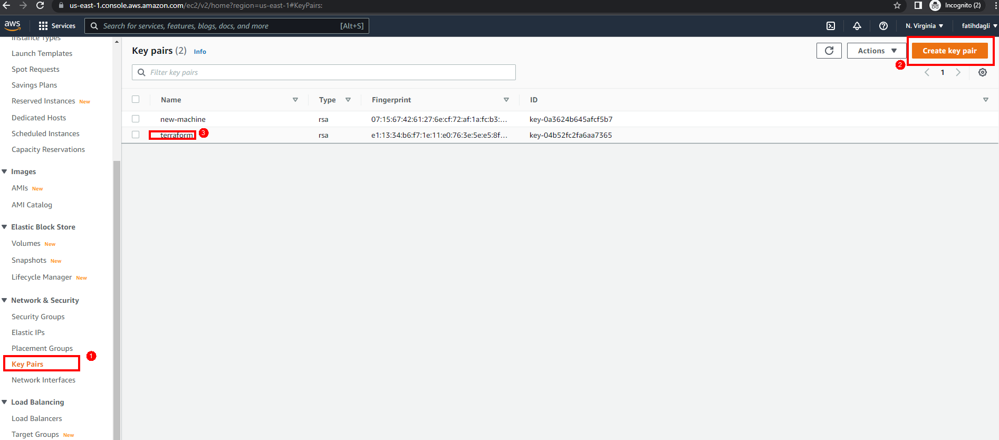 us-east-1.console.aws.amazon.com/ec2/v2/home?region=us-east-1#KeyPairs:
Incognito (2)
aws
Services
Search for services, features, blogs, docs, and more
[Alt+S]
N. Virginia
fatihdagli
Instance Types
Launch Templates
Spot Requests
Savings Plans
Reserved Instances New
Dedicated Hosts
Scheduled Instances
Capacity Reservations
Images
AMIs New
AMI Catalog
Elastic Block Store
Volumes New
Snapshots New
Lifecycle Manager New
Network & Security
Security Groups
Elastic IPs
Placement Groups
Key Pairs
1
Network Interfaces
Load Balancing
Load Balancers
Target Groups New
Key pairs (2) Info
Actions
Create key pair
2
Filter key pairs
1
Name Type Fingerprint ID
new-machine rsa 07:15:67:42:61:27:6e:cf:72:af:1a:fc:b3:... key-0a3624b645afcf5b7
terraform 3 rsa e1:13:34:b6:f7:1e:11:e0:76:3e:5e:e5:8f... key-04b52fc2fa6aa7365